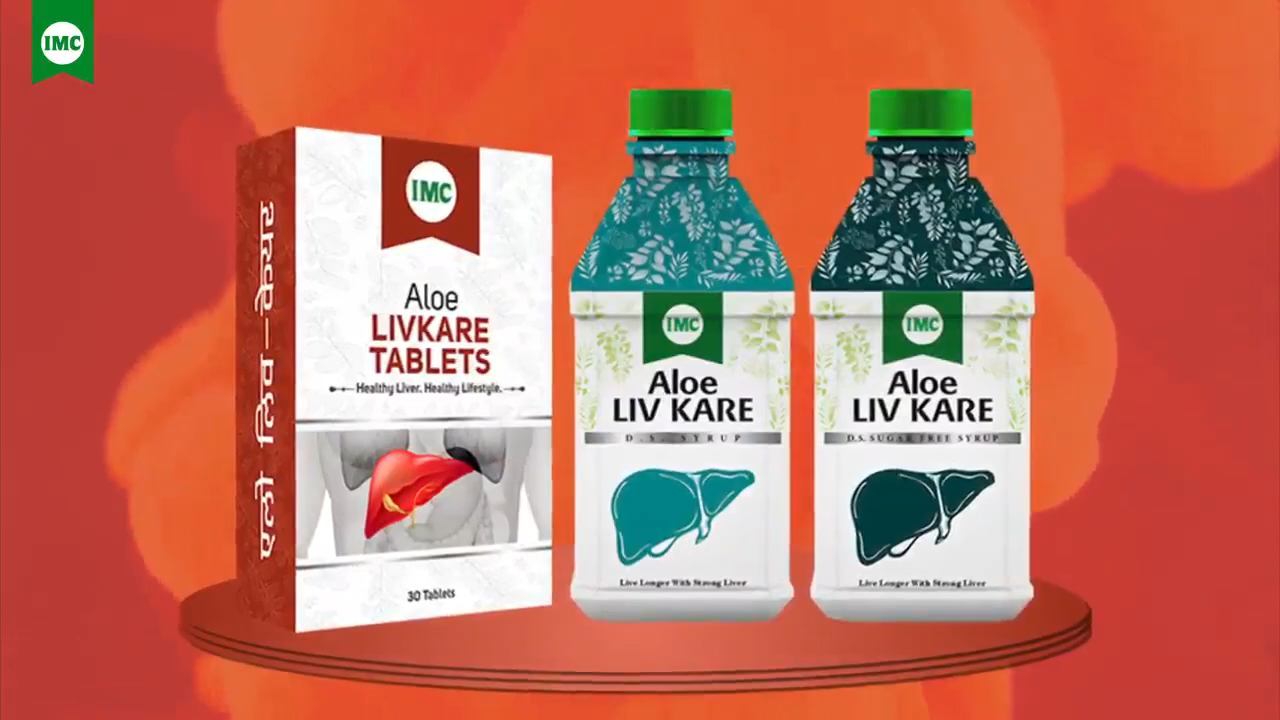 IMC
एलो लिव-केयर
IMC
Aloe
LIVKARE
TABLETS
Healthy Liver. Healthy Lifestyle.
30 Tablets
IMC
Aloe
LIV KARE
D.S. SYRUP
Live Longer With Strong Liver
IMC
Aloe
LIV KARE
D.S. SUGAR FREE SYRUP
Live Longer With Strong Liver